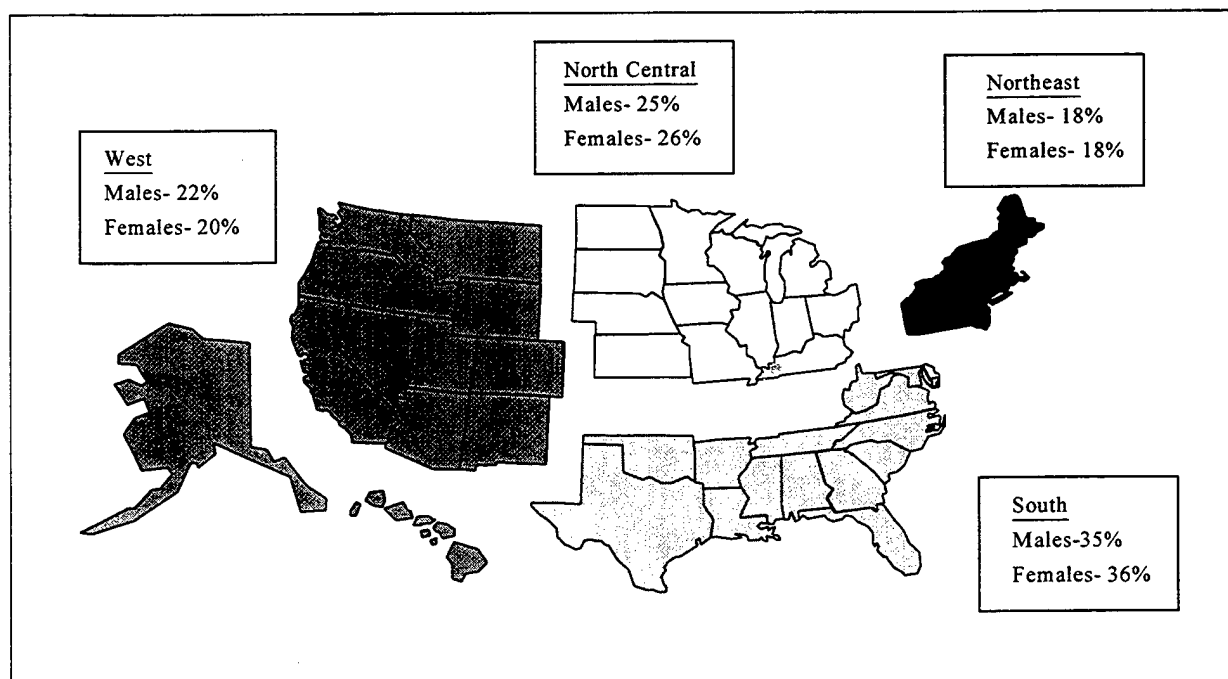 North Central
Males- 25%
Females- 26%
Northeast
Males- 18%
Females- 18%
West
Males- 22%
Females- 20%
South
Males-35%
Females- 36%